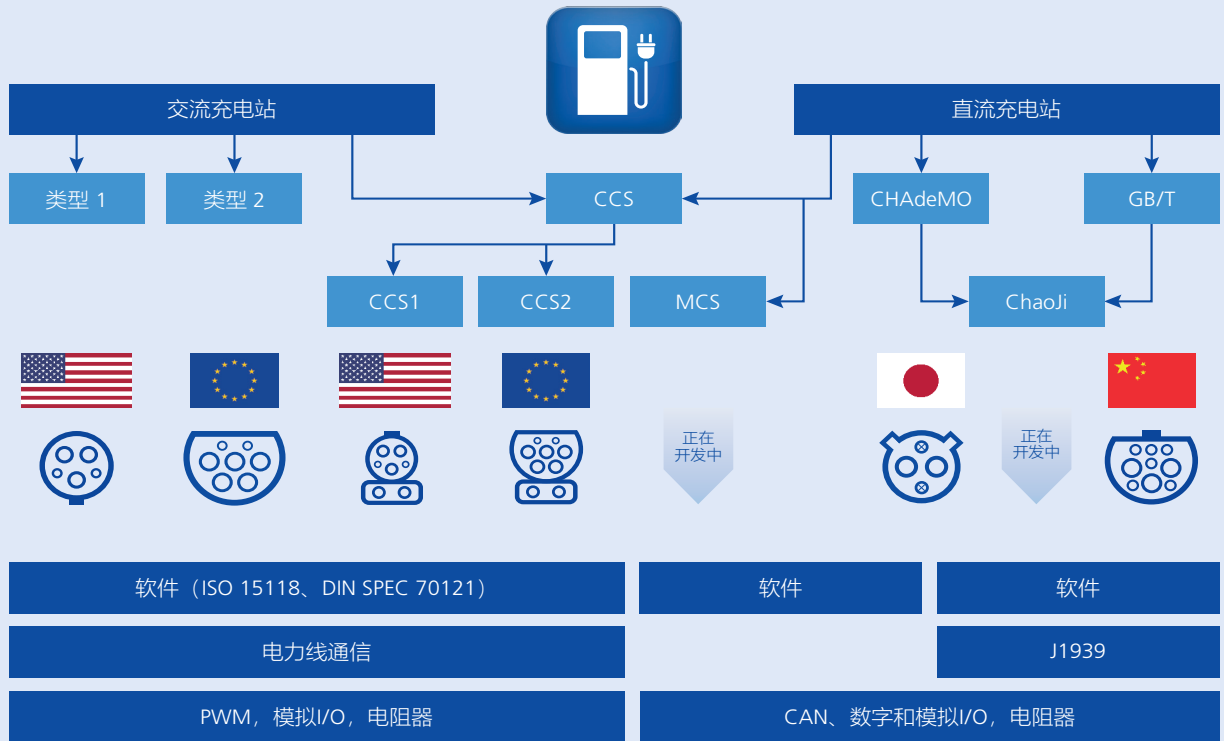 交流充电站
直流充电站
类型 1
类型 2
CCS
CHAdeMO
GB/T
CCS1
CCS2
MCS
ChaoJi
正在
开发中
正在
开发中
软件（ISO 15118、DIN SPEC 70121）
软件
软件
电力线通信
J1939
PWM，模拟I/O，电阻器
CAN、数字和模拟I/O，电阻器